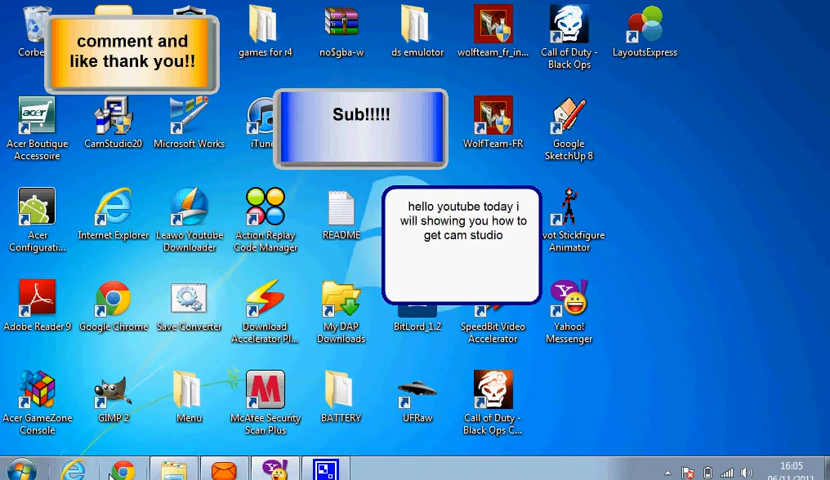 comment and
like thank you!!
Sub!!!!!
hello youtube today i
will showing you how to
get cam studio
Corbe
games for r4
no$gba-w
ds emulotor
wolfteam_fr_in...
Call of Duty -
Black Ops
LayoutsExpress
Acer Boutique
Accessoire
CamStudio20
Microsoft Works
iTune
WolfTeam-FR
Google
SketchUp 8
Acer
Configurati...
Internet Explorer
Leawo Youtube
Downloader
Action Replay
Code Manager
README
vot Stickfigure
Animator
Adobe Reader 9
Google Chrome
Save Converter
Download
Accelerator Pl...
My DAP
Downloads
BitLord_1.2
SpeedBit Video
Accelerator
Yahoo!
Messenger
Acer GameZone
Console
GIMP 2
Menu
McAfee Security
Scan Plus
BATTERY
UFRaw
Call of Duty -
Black Ops C...
16:05
06/11/2011